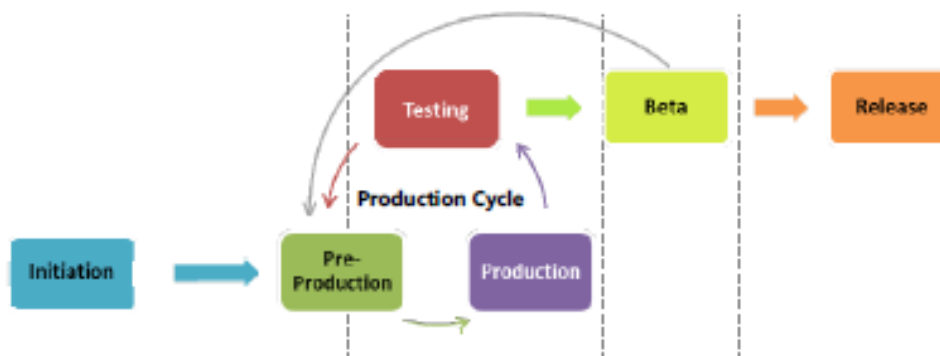 Testing
Beta
Release
Production Cycle
Initiation
Pre-
Production
Production